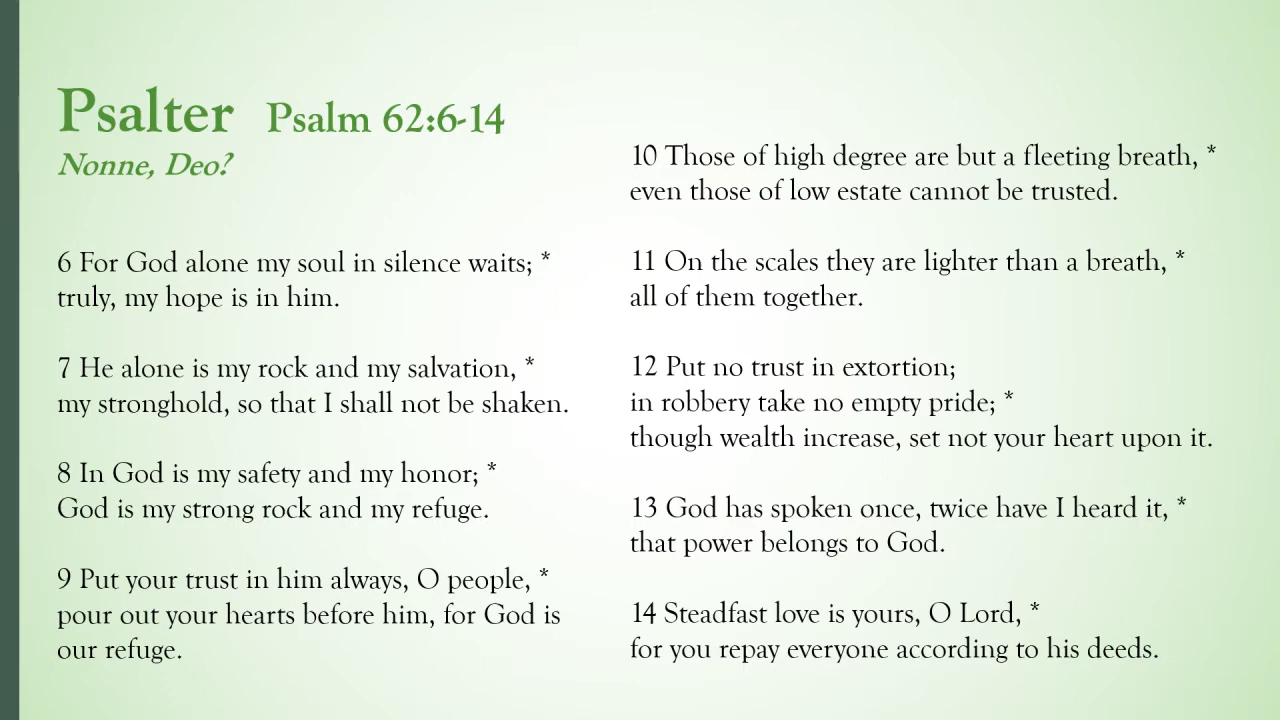 Psalter Psalm 62:6-14
Nonne, Deo?
6 For God alone my soul in silence waits; *
truly, my hope is in him.
7 He alone is my rock and my salvation, *
my stronghold, so that I shall not be shaken.
8 In God is my safety and my honor; *
God is my strong rock and my refuge.
9 Put your trust in him always, O people, *
pour out your hearts before him, for God is
our refuge.
10 Those of high degree are but a fleeting breath, *
even those of low estate cannot be trusted.
11 On the scales they are lighter than a breath, *
all of them together.
12 Put no trust in extortion;
in robbery take no empty pride; *
though wealth increase, set not your heart upon it.
13 God has spoken once, twice have I heard it, *
that power belongs to God.
14 Steadfast love is yours, O Lord, *
for you repay everyone according to his deeds.